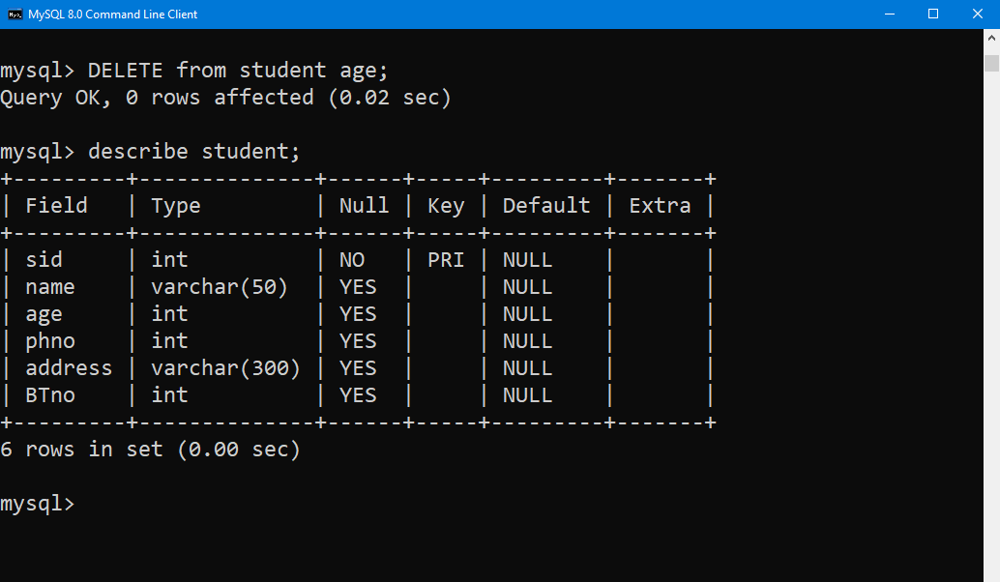 MySQL 8.0 Command Line Client
mysql> DELETE from student age;
Query OK, 0 rows affected (0.02 sec)
mysql> describe student;
+---------+--------------+------+-----+---------+-------+
| Field   | Type         | Null | Key | Default | Extra |
+---------+--------------+------+-----+---------+-------+
| sid     | int          | NO   | PRI | NULL    |       |
| name    | varchar(50)  | YES  |     | NULL    |       |
| age     | int          | YES  |     | NULL    |       |
| phno    | int          | YES  |     | NULL    |       |
| address | varchar(300) | YES  |     | NULL    |       |
| BTno    | int          | YES  |     | NULL    |       |
+---------+--------------+------+-----+---------+-------+
6 rows in set (0.00 sec)
mysql>